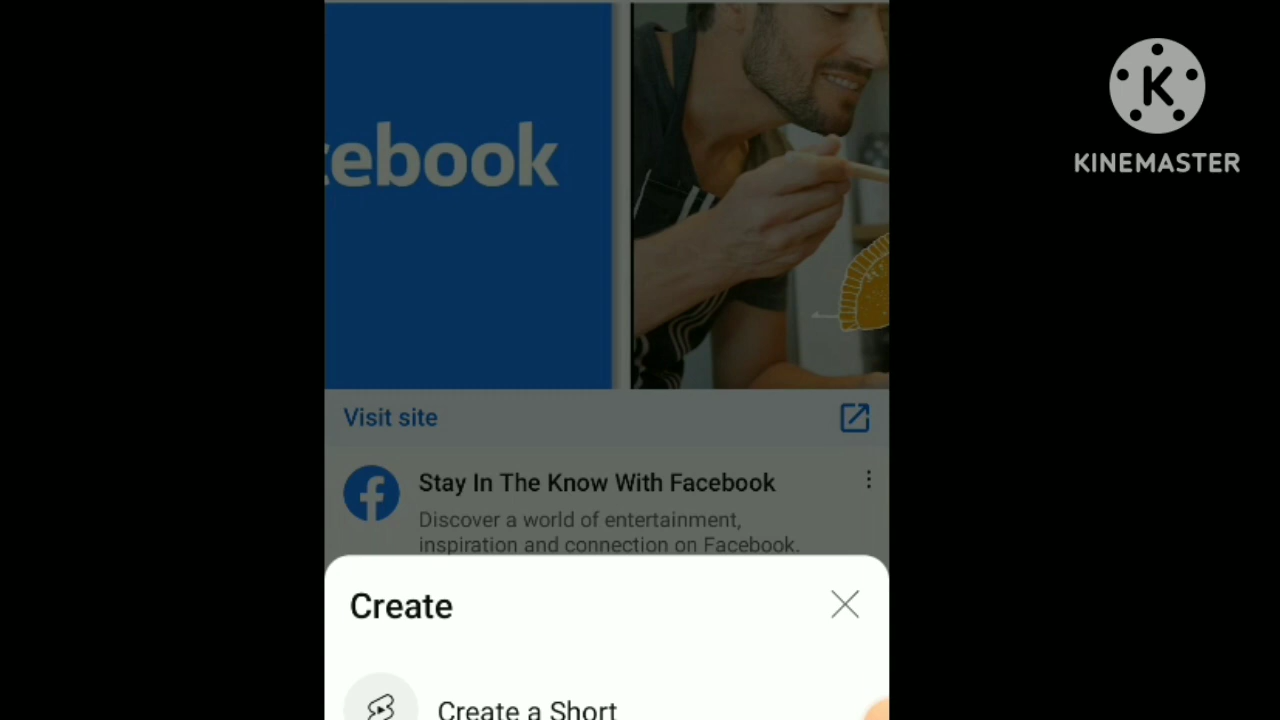 cebook
KINEMASTER
Visit site
Stay In The Know With Facebook
Discover a world of entertainment,
inspiration and connection on Facebook.
Create
Create a Short